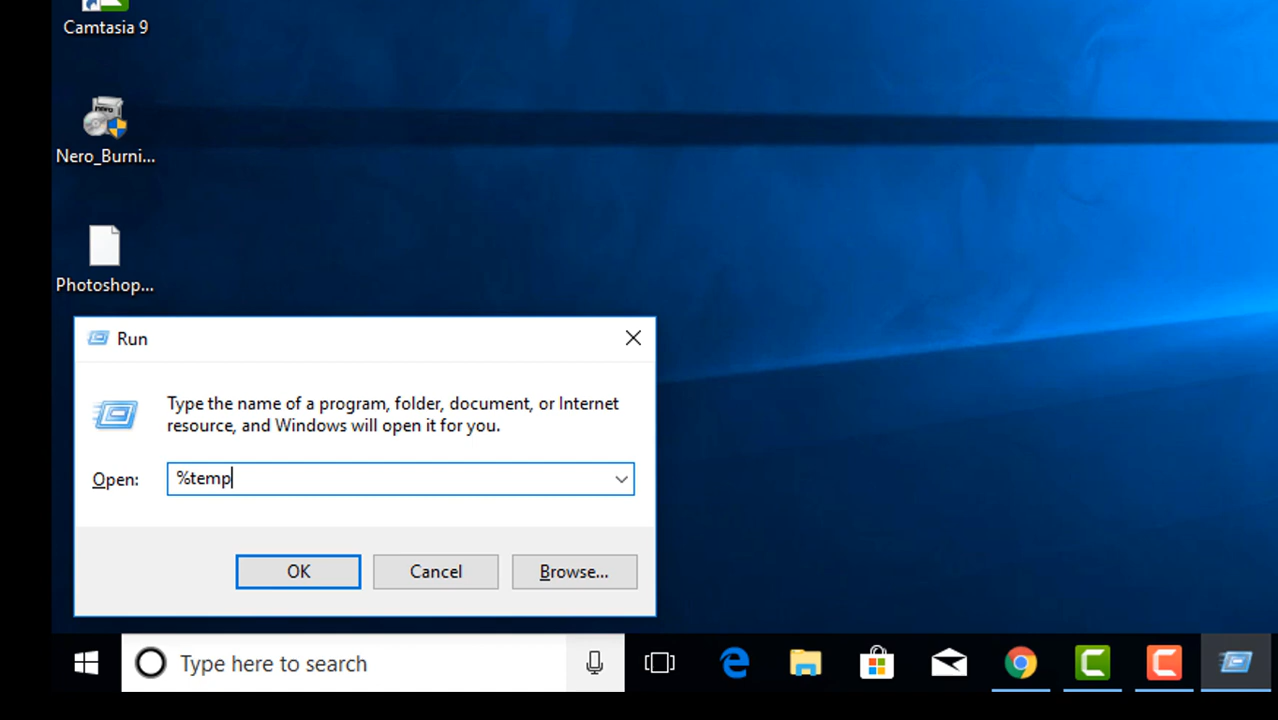 Camtasia 9
Nero_Burni...
Photoshop...
Run
Type the name of a program, folder, document, or Internet
resource, and Windows will open it for you.
Open:
%temp
OK
Cancel
Browse...
Type here to search